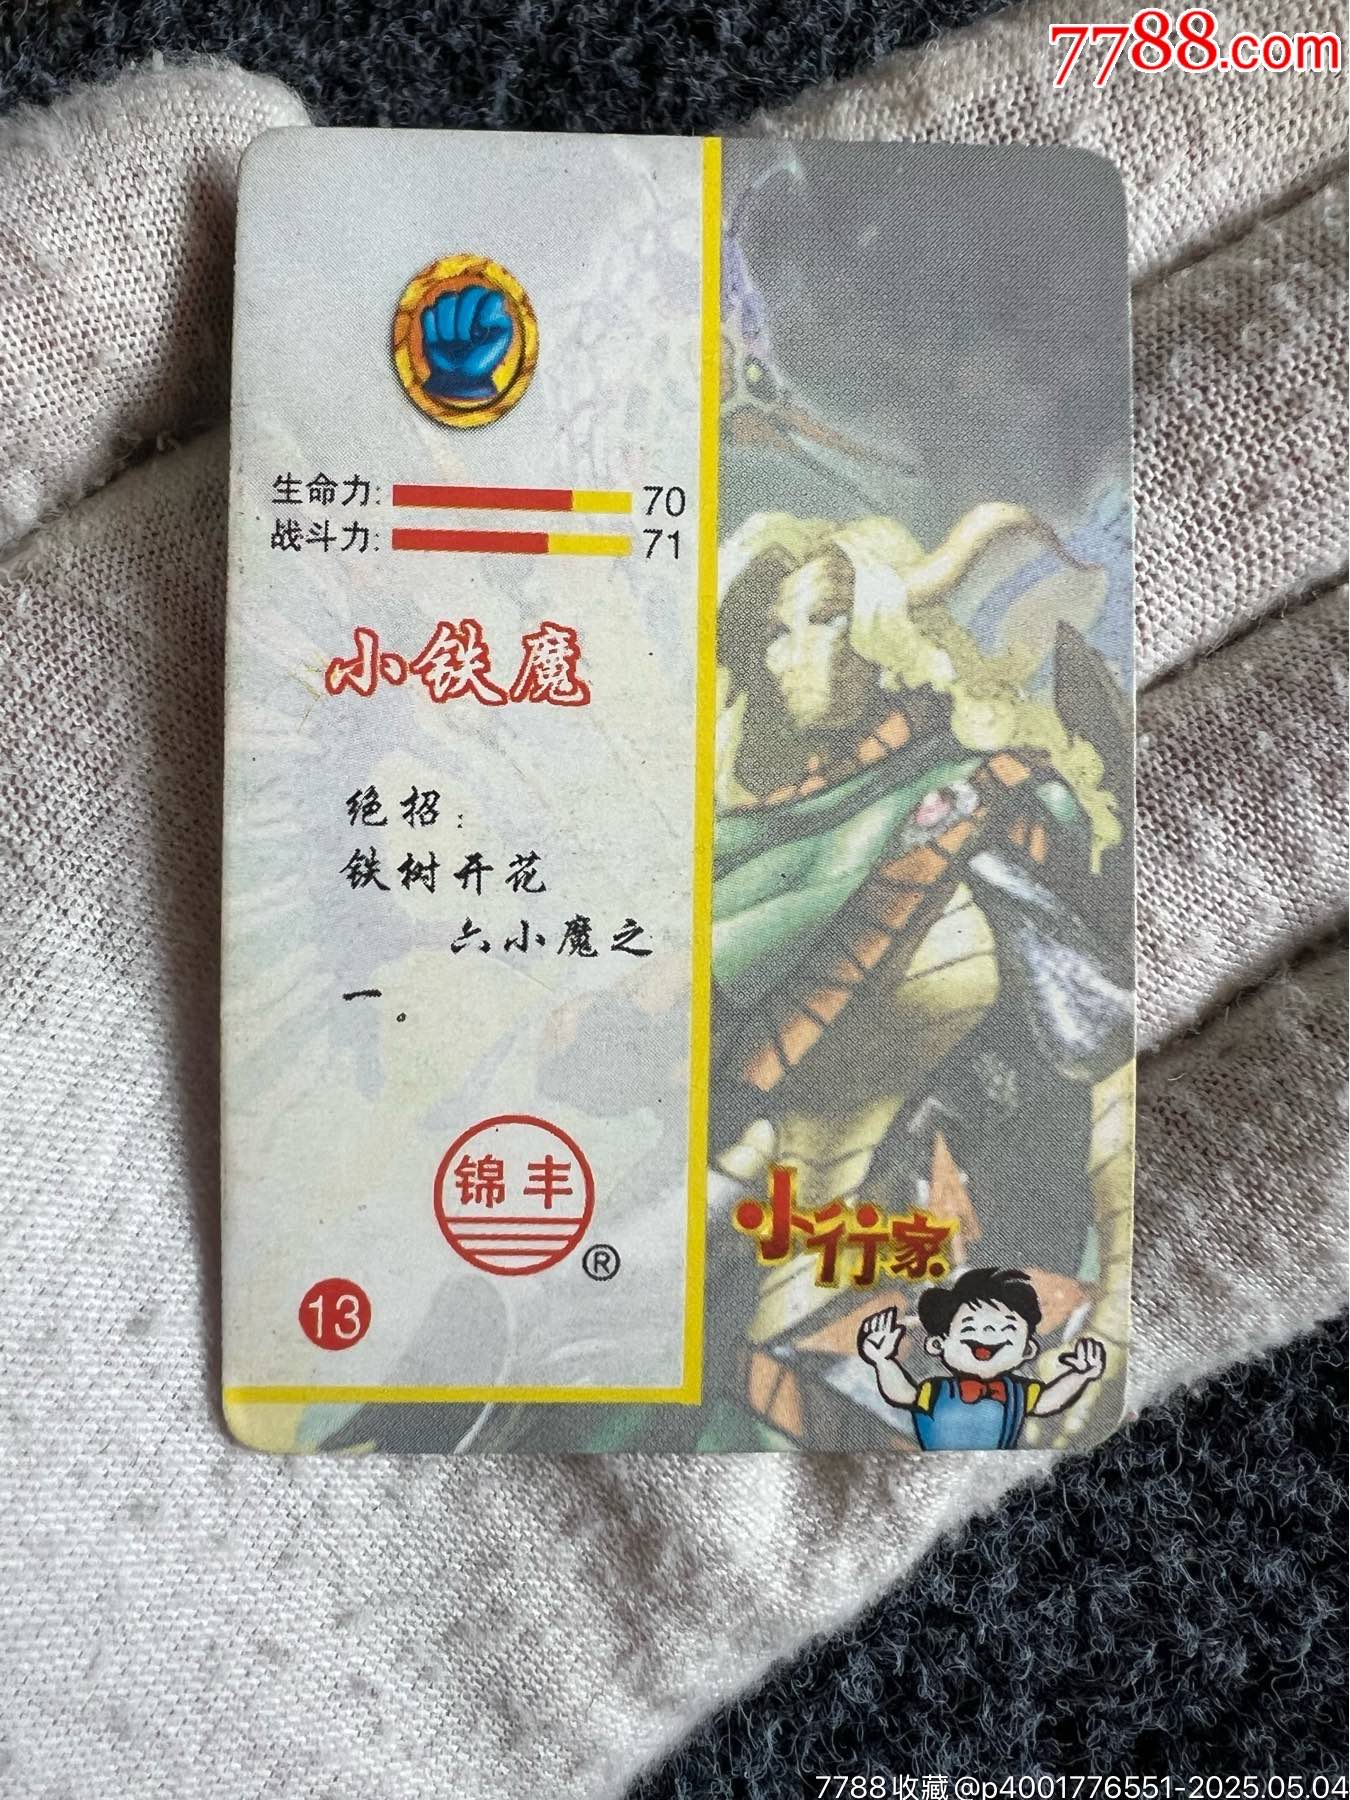 7788.com
生命力: 70
战斗力: 71
小铁魔
绝招:
铁树开花
六小魔之
一。
锦丰
®
13
小行家
7788收藏@p4001776551-2025.05.04